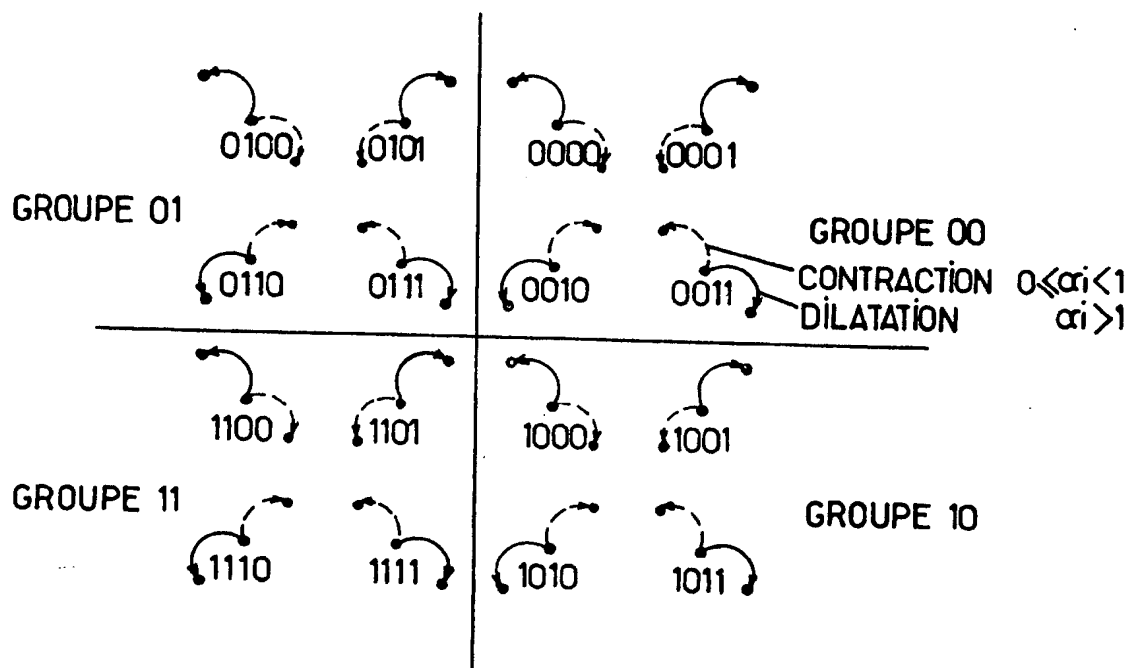 0100 0101 0000 0001
GROUPE 01
GROUPE 00
0110 0111 0010 0011
CONTRACTION 0⩽αi<1
DILATATION αi>1
1100 1101 1000 1001
GROUPE 11
GROUPE 10
1110 1111 1010 1011